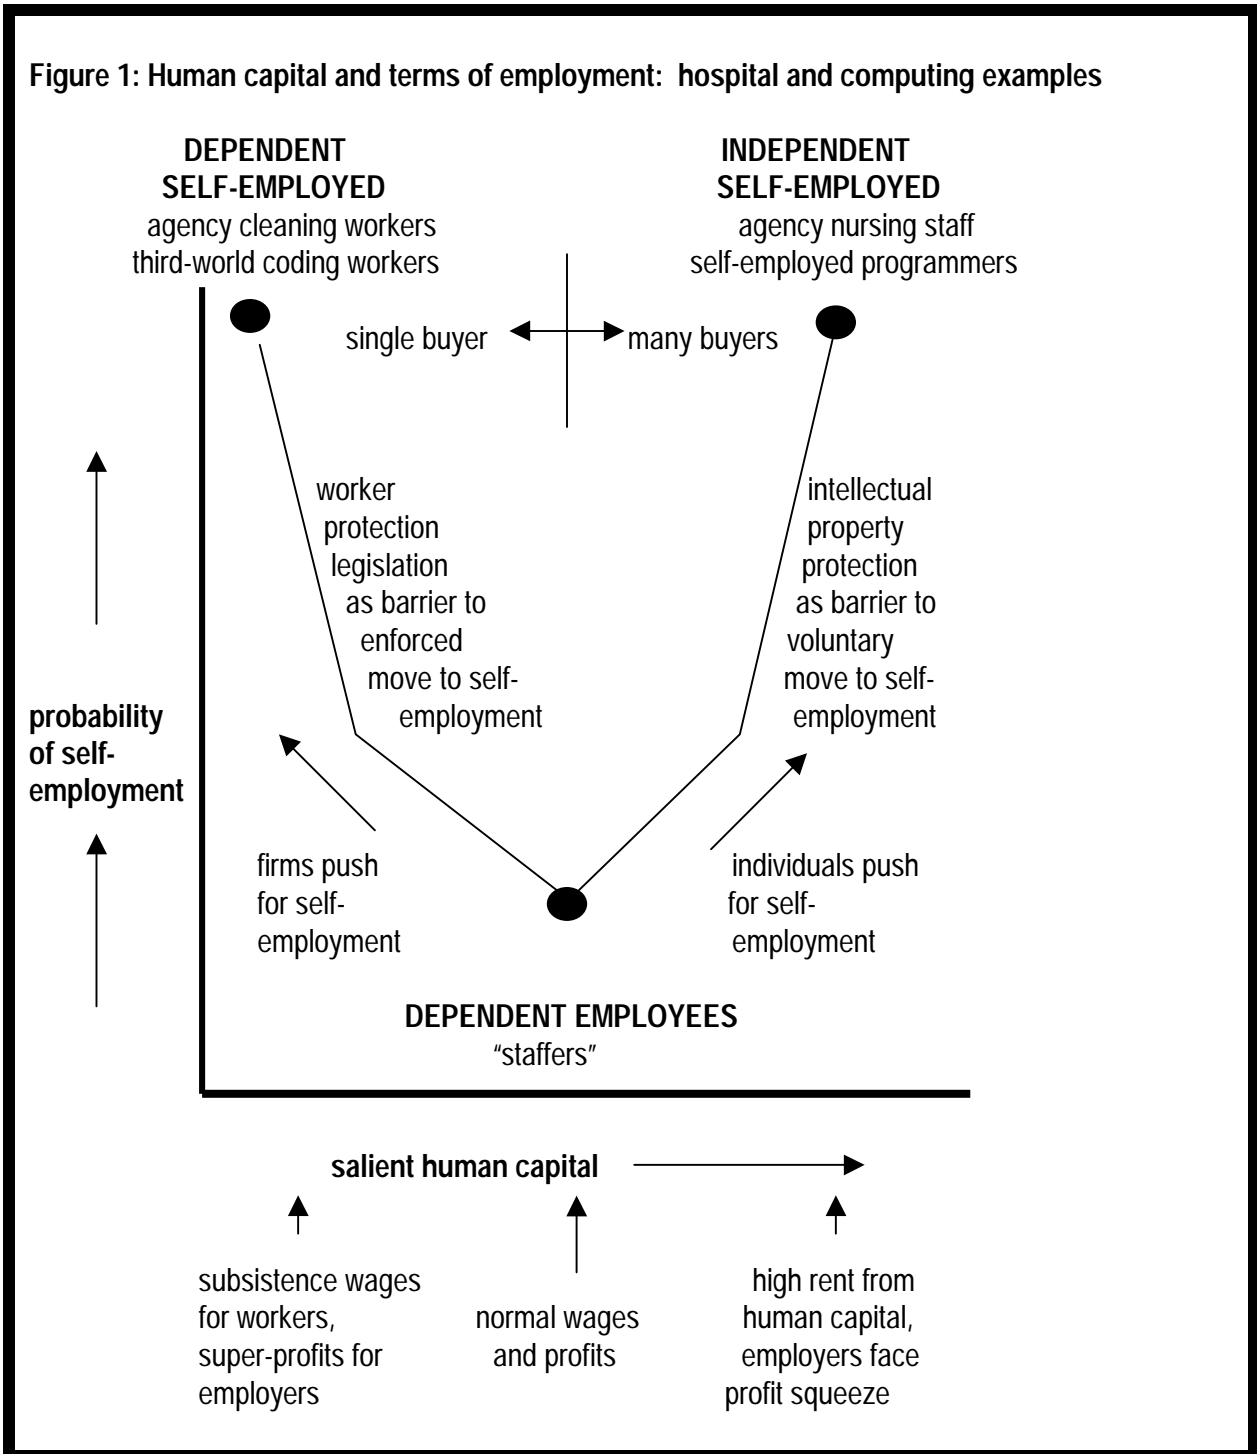 Figure 1: Human capital and terms of employment:  hospital and computing examples
DEPENDENT
SELF-EMPLOYED
agency cleaning workers
third-world coding workers
INDEPENDENT
SELF-EMPLOYED
agency nursing staff
self-employed programmers
single buyer
many buyers
worker
protection
legislation
as barrier to
enforced
move to self-
employment
intellectual
property
protection
as barrier to
voluntary
move to self-
employment
probability
of self-
employment
firms push
for self-
employment
individuals push
for self-
employment
DEPENDENT EMPLOYEES
“staffers”
salient human capital
subsistence wages
for workers,
super-profits for
employers
normal wages
and profits
high rent from
human capital,
employers face
profit squeeze